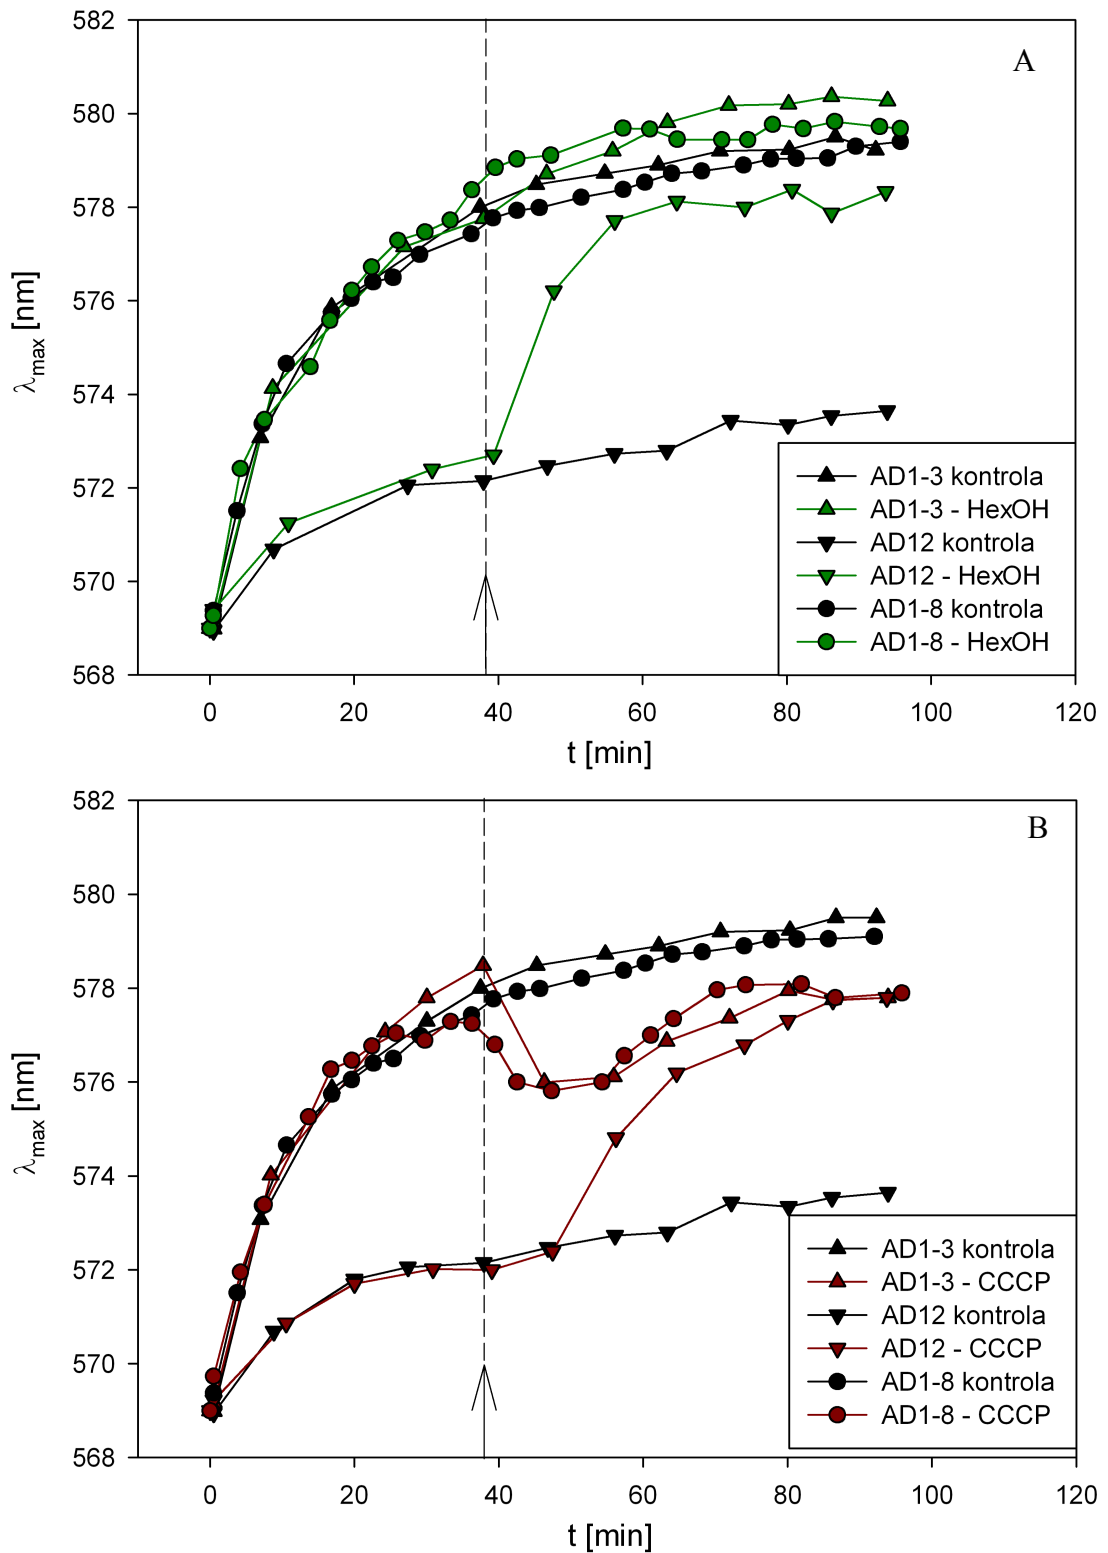 582
A
580
578
576
574
572
570
568
λmax [nm]
AD1-3 kontrola
AD1-3 - HexOH
AD12 kontrola
AD12 - HexOH
AD1-8 kontrola
AD1-8 - HexOH
0 20 40 60 80 100 120
t [min]
582
B
580
578
576
574
572
570
568
λmax [nm]
AD1-3 kontrola
AD1-3 - CCCP
AD12 kontrola
AD12 - CCCP
AD1-8 kontrola
AD1-8 - CCCP
0 20 40 60 80 100 120
t [min]